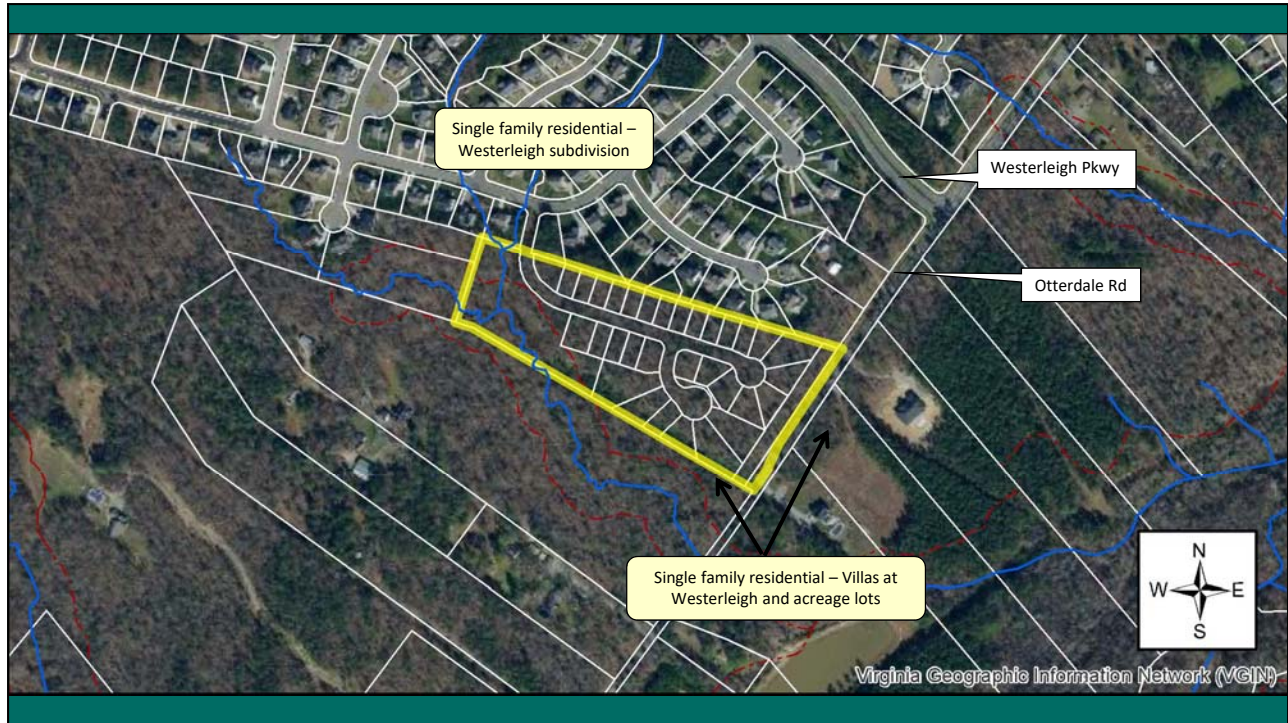 Single family residential –
Westerleigh subdivision
Westerleigh Pkwy
Otterdale Rd
Single family residential – Villas at
Westerleigh and acreage lots
N
W E
S
Virginia Geographic Information Network (VGIN)